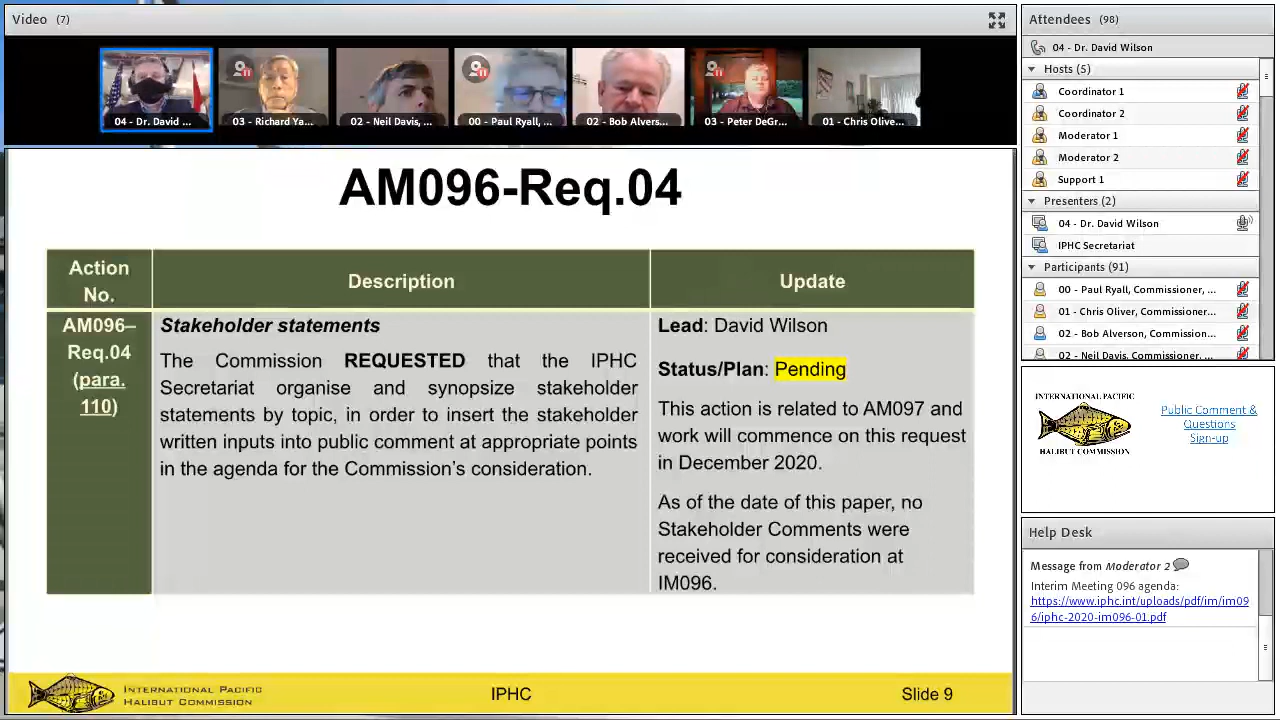 Video (7)
04 - Dr. David ...
03 - Richard Ya...
02 - Neil Davis, ...
00 - Paul Ryall, ...
02 - Bob Alvers...
03 - Peter DeGr...
01 - Chris Olive...
AM096-Req.04
Action
No.
Description
Update
AM096–
Req.04
(para.
110)
Stakeholder statements
The Commission REQUESTED that the IPHC
Secretariat organise and synopsize stakeholder
statements by topic, in order to insert the stakeholder
written inputs into public comment at appropriate points
in the agenda for the Commission's consideration.
Lead: David Wilson
Status/Plan: Pending
This action is related to AM097 and
work will commence on this request
in December 2020.
As of the date of this paper, no
Stakeholder Comments were
received for consideration at
IM096.
INTERNATIONAL PACIFIC
HALIBUT COMMISSION
IPHC
Slide 9
Attendees (98)
04 - Dr. David Wilson
Hosts (5)
Coordinator 1
Coordinator 2
Moderator 1
Moderator 2
Support 1
Presenters (2)
04 - Dr. David Wilson
IPHC Secretariat
Participants (91)
00 - Paul Ryall, Commissioner, ...
01 - Chris Oliver, Commissioner...
02 - Bob Alverson, Commission...
02 - Neil Davis, Commissioner, ...
INTERNATIONAL PACIFIC
HALIBUT COMMISSION
Public Comment &
Questions
Sign-up
Help Desk
Message from Moderator 2
Interim Meeting 096 agenda:
https://www.iphc.int/uploads/pdf/im/im09
6/iphc-2020-im096-01.pdf